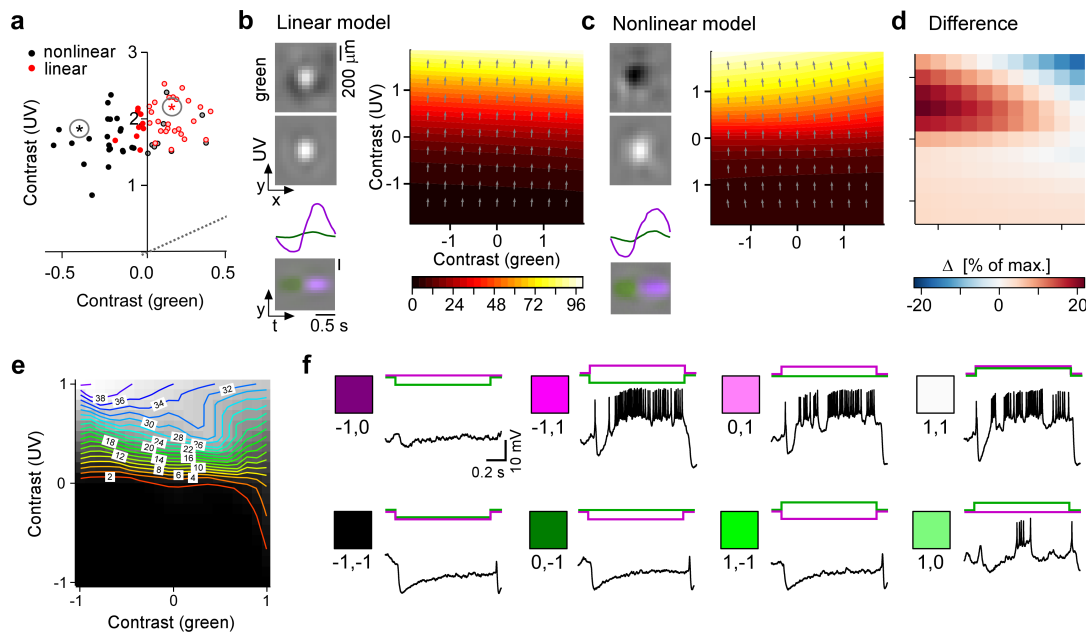 a
nonlinear
linear
3
2
1
0
-0.5
0.0
0.5
Contrast (UV)
Contrast (green)
*
*
b
Linear model
green
200 µm
UV
y
x
y
t
0.5 s
Contrast (UV)
1
0
-1
-1
0
1
Contrast (green)
0
24
48
72
96
c
Nonlinear model
1
0
1
-1
0
1
d
Difference
Δ [% of max.]
-20
0
20
e
Contrast (UV)
1
0
-1
-1
0
1
Contrast (green)
38
36
34
32
30
28
26
18
24
22
20
16
12
14
10
8
6
4
2
f
-1,0
-1,1
0,1
1,1
0.2 s
10 mV
-1,-1
0,-1
1,-1
1,0